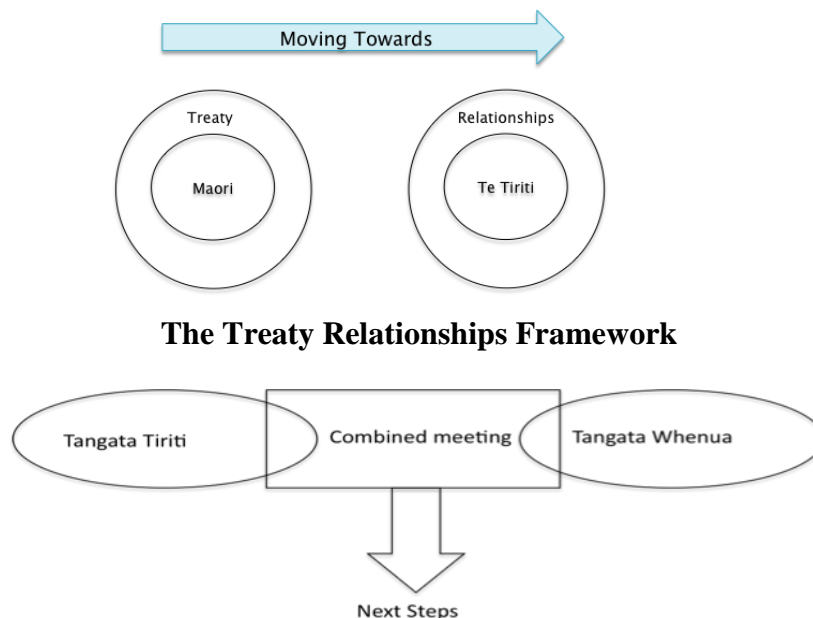 Moving Towards
Treaty
Relationships
Maori
Te Tiriti
The Treaty Relationships Framework
Tangata Tiriti
Combined meeting
Tangata Whenua
Next Steps